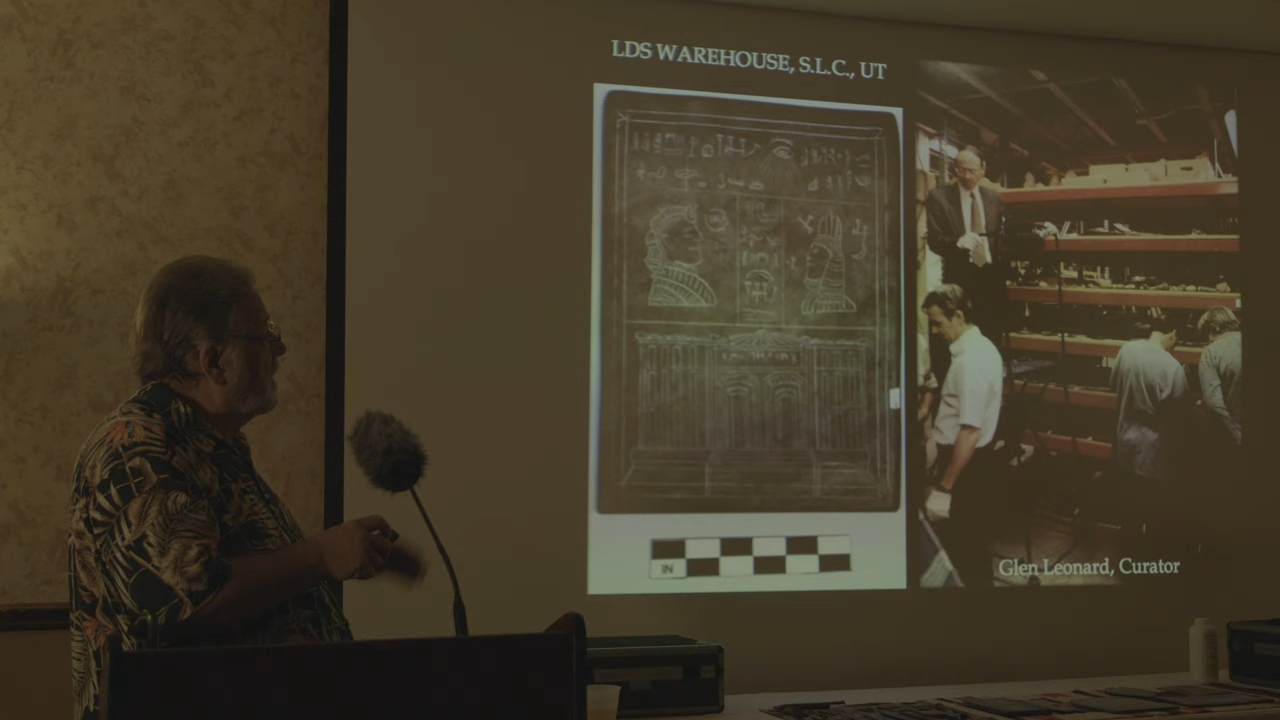 LDS WAREHOUSE, S.L.C., UT
IN
Glen Leonard, Curator